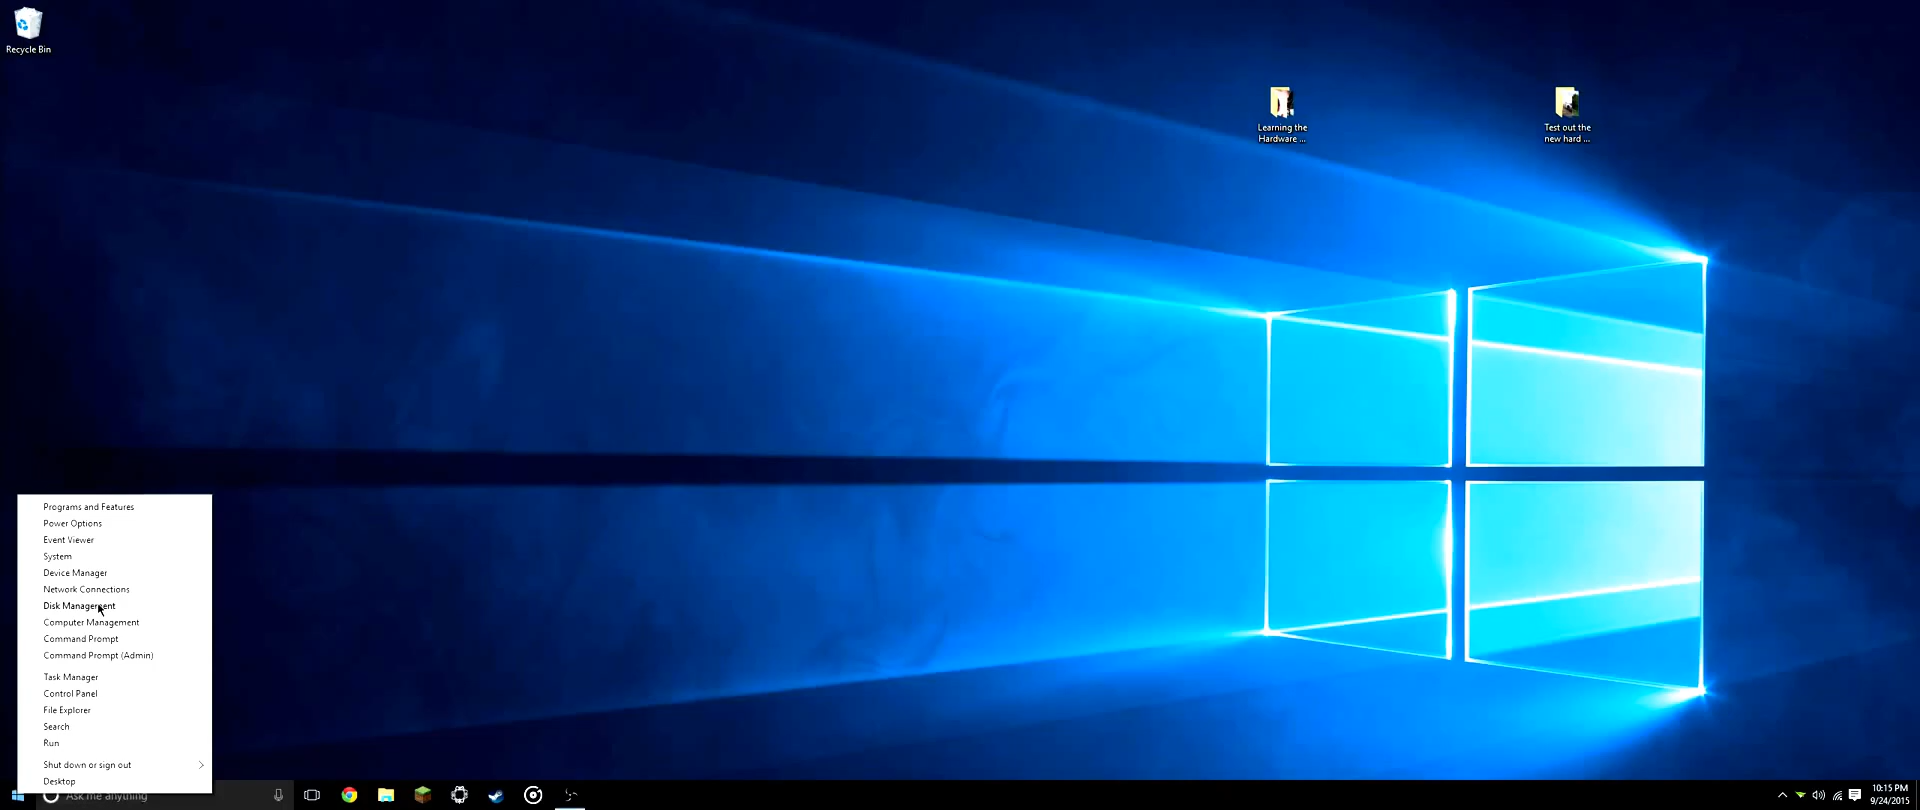 Recycle Bin
Learning the
Hardware ...
Test out the
new hard ...
Programs and Features
Power Options
Event Viewer
System
Device Manager
Network Connections
Disk Management
Computer Management
Command Prompt
Command Prompt (Admin)
Task Manager
Control Panel
File Explorer
Search
Run
Shut down or sign out
Desktop
Ask me anything
10:15 PM
9/24/2015